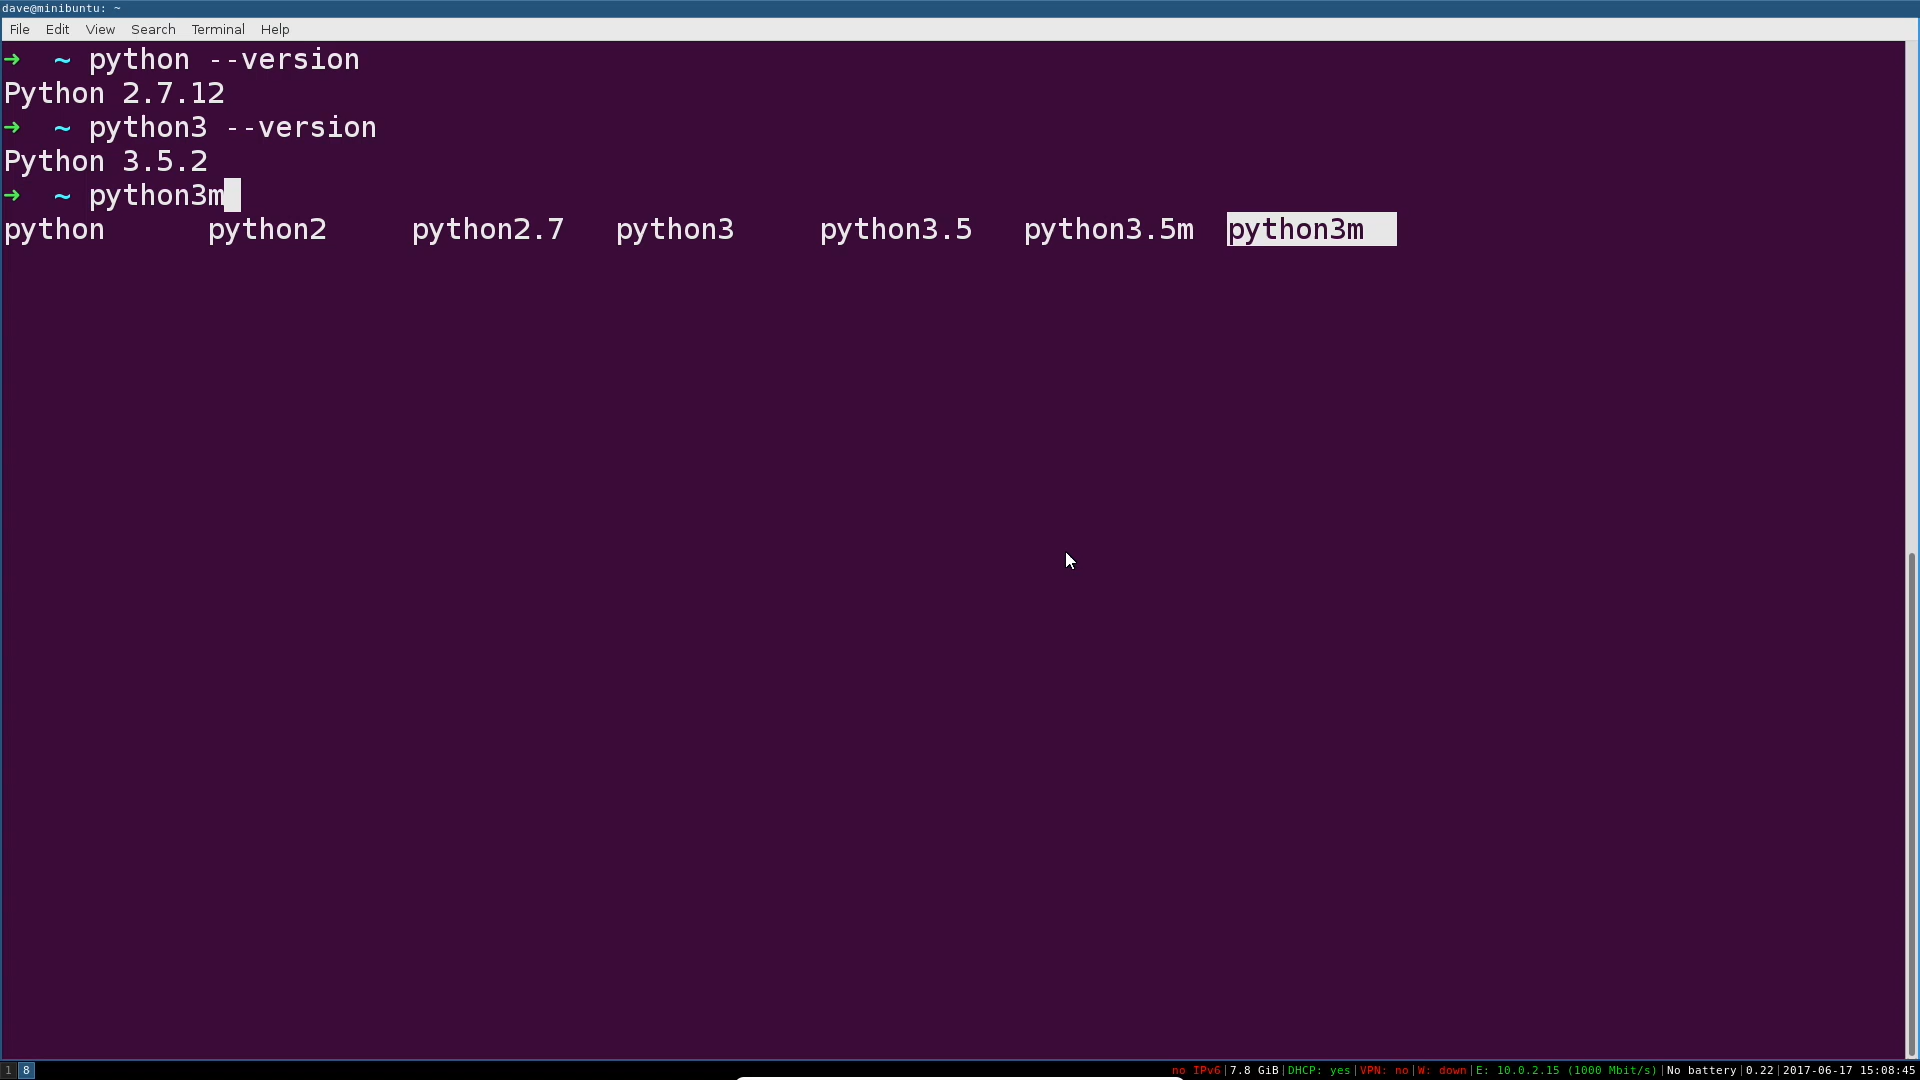 dave@minibuntu: ~
File Edit View Search Terminal Help
➜ ~ python --version
Python 2.7.12
➜ ~ python3 --version
Python 3.5.2
➜ ~ python3m
python python2 python2.7 python3 python3.5 python3.5m python3m
1 8 no IPv6|7.8 GiB|DHCP: yes|VPN: no|W: down|E: 10.0.2.15 (1000 Mbit/s)|No battery|0.22|2017-06-17 15:08:45